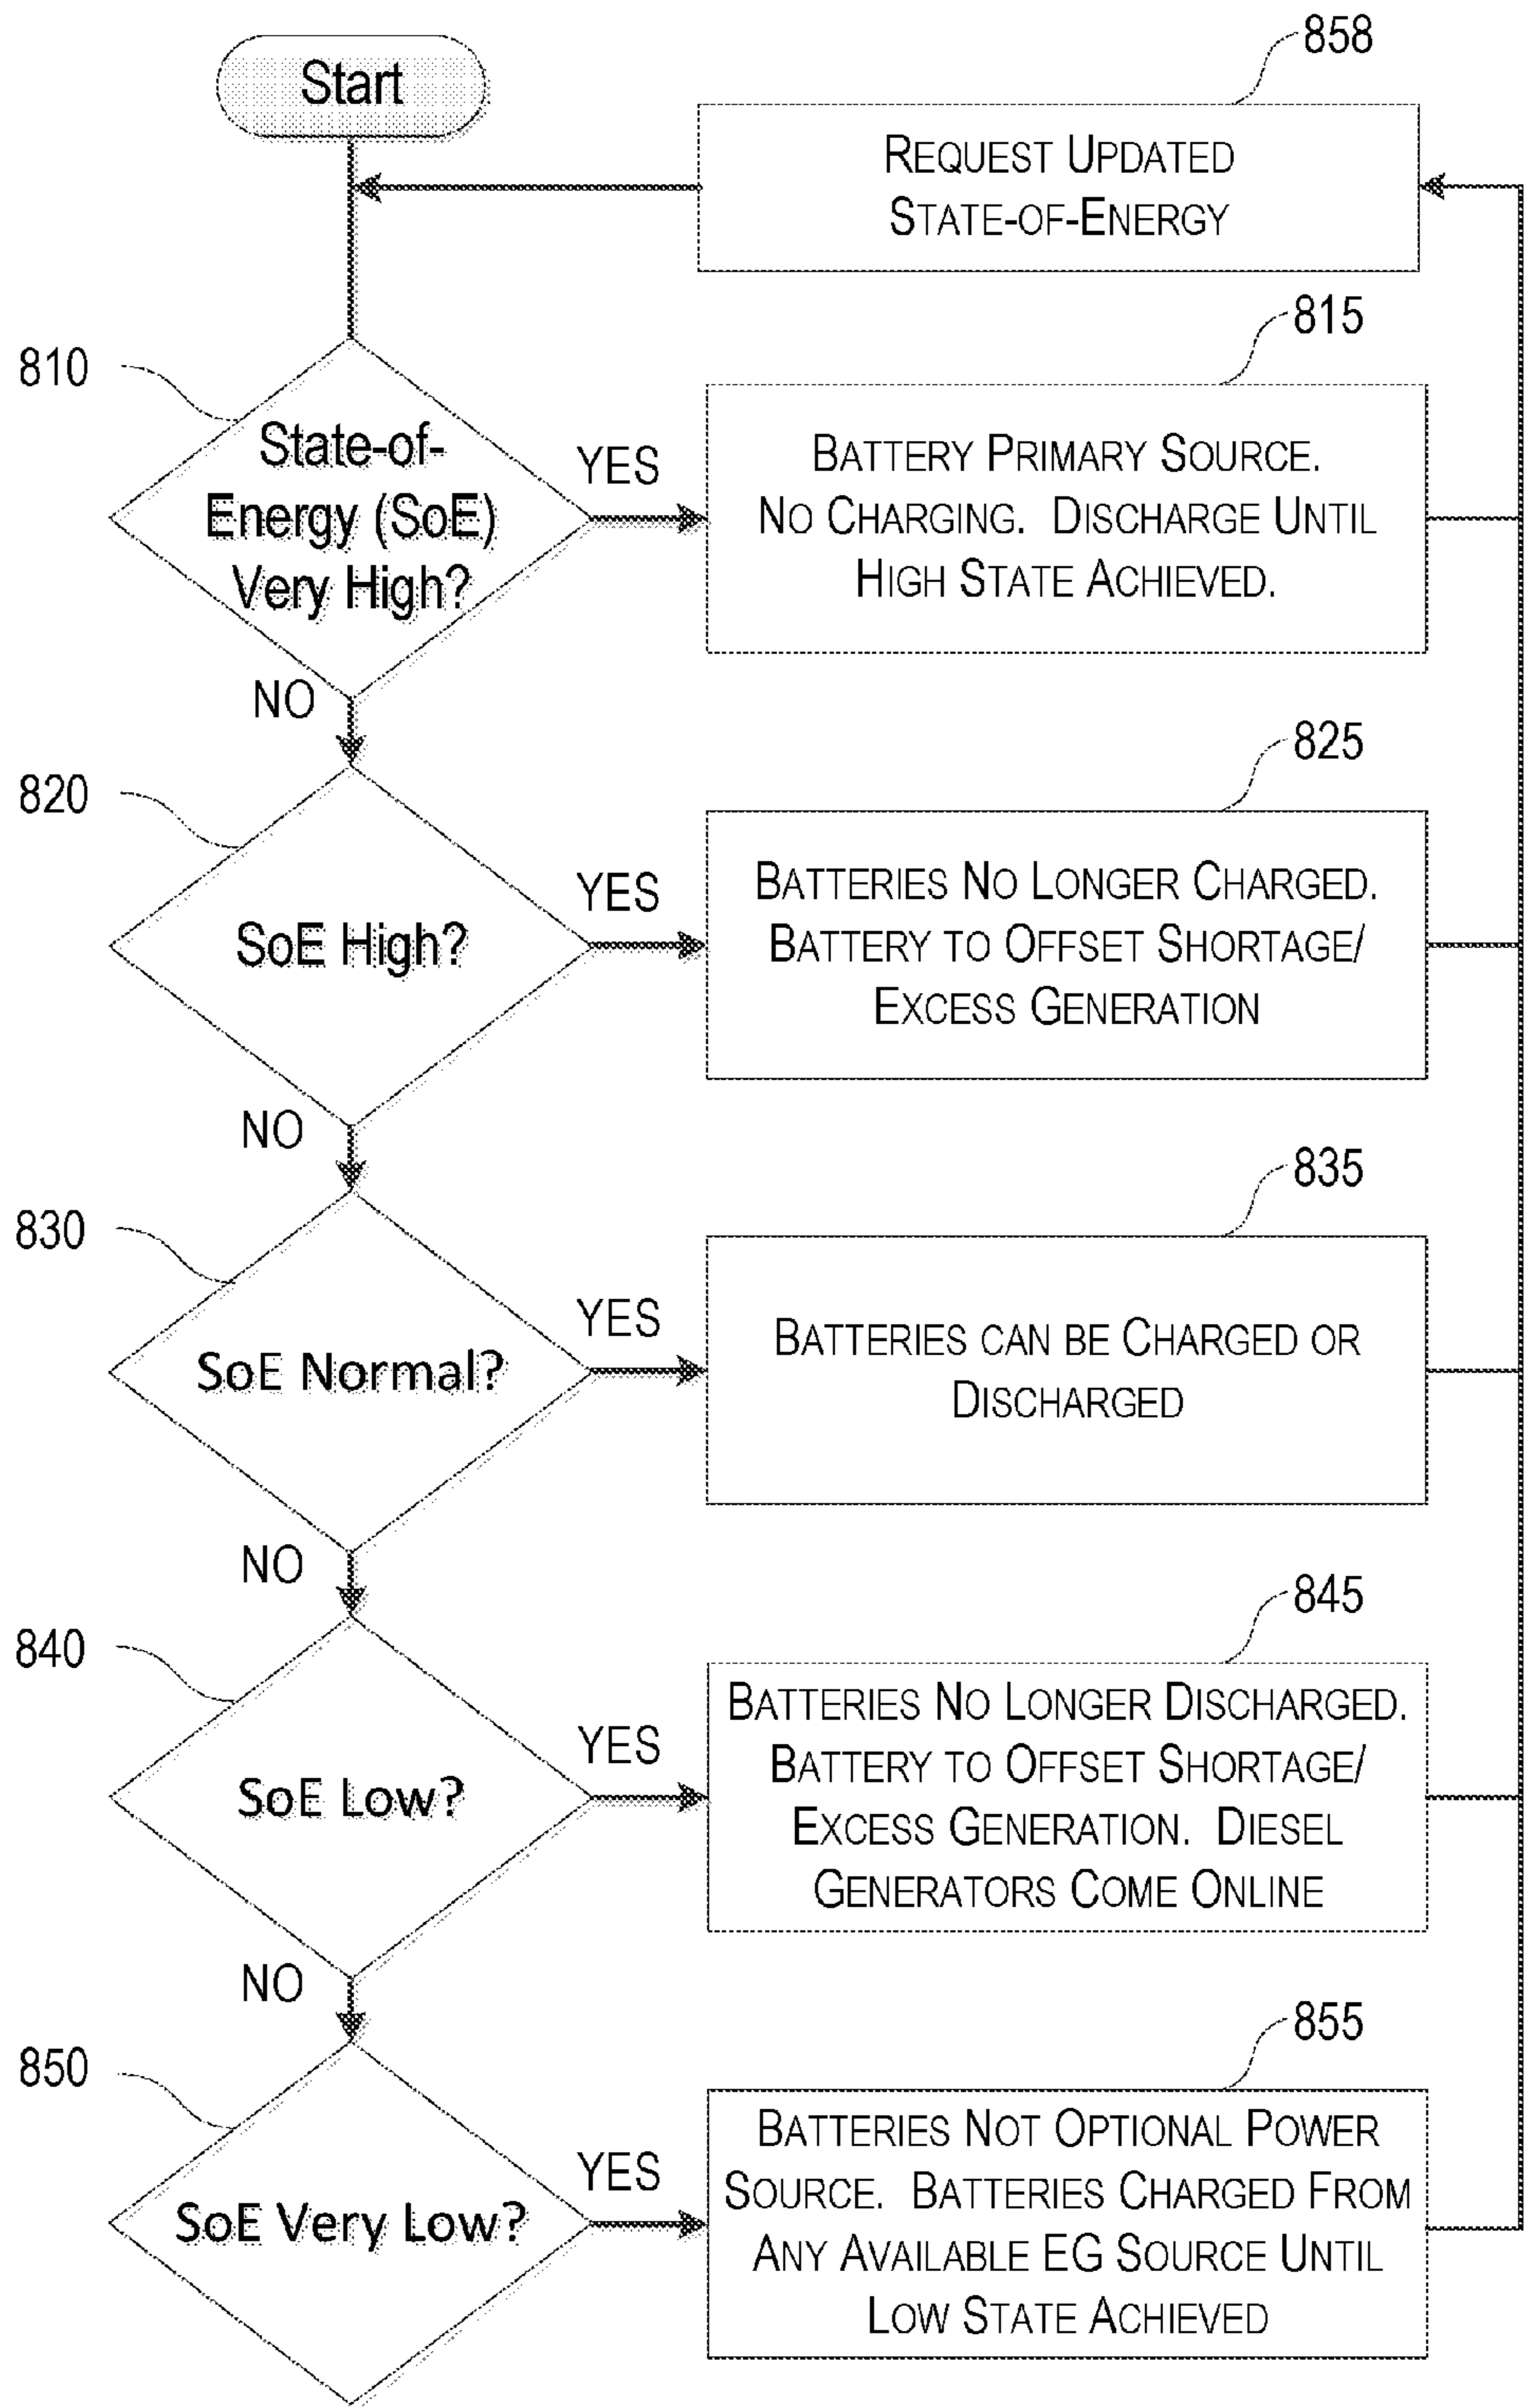 Start
858
REQUEST UPDATED
STATE-OF-ENERGY
810
State-of-
Energy (SoE)
Very High?
YES
NO
815
BATTERY PRIMARY SOURCE.
NO CHARGING. DISCHARGE UNTIL
HIGH STATE ACHIEVED.
820
SoE High?
YES
NO
825
BATTERIES NO LONGER CHARGED.
BATTERY TO OFFSET SHORTAGE/
EXCESS GENERATION
830
SoE Normal?
YES
NO
835
BATTERIES CAN BE CHARGED OR
DISCHARGED
840
SoE Low?
YES
NO
845
BATTERIES NO LONGER DISCHARGED.
BATTERY TO OFFSET SHORTAGE/
EXCESS GENERATION. DIESEL
GENERATORS COME ONLINE
850
SoE Very Low?
YES
855
BATTERIES NOT OPTIONAL POWER
SOURCE. BATTERIES CHARGED FROM
ANY AVAILABLE EG SOURCE UNTIL
LOW STATE ACHIEVED